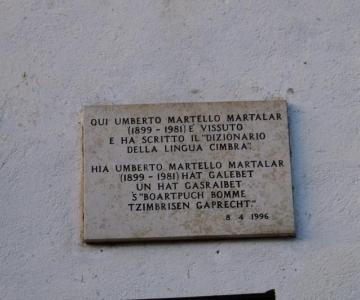 QUI UMBERTO MARTELLO MARTALAR
(1899 - 1981) E' VISSUTO
E HA SCRITTO IL "DIZIONARIO
DELLA LINGUA CIMBRA".
HIA UMBERTO MARTELLO MARTALAR
(1899 - 1981) HAT GALEBET
UN HAT GASRAIBET
S'BOARTPUCH BOMME
TZIMBRISEN GAPRECHT."
8 4 1996